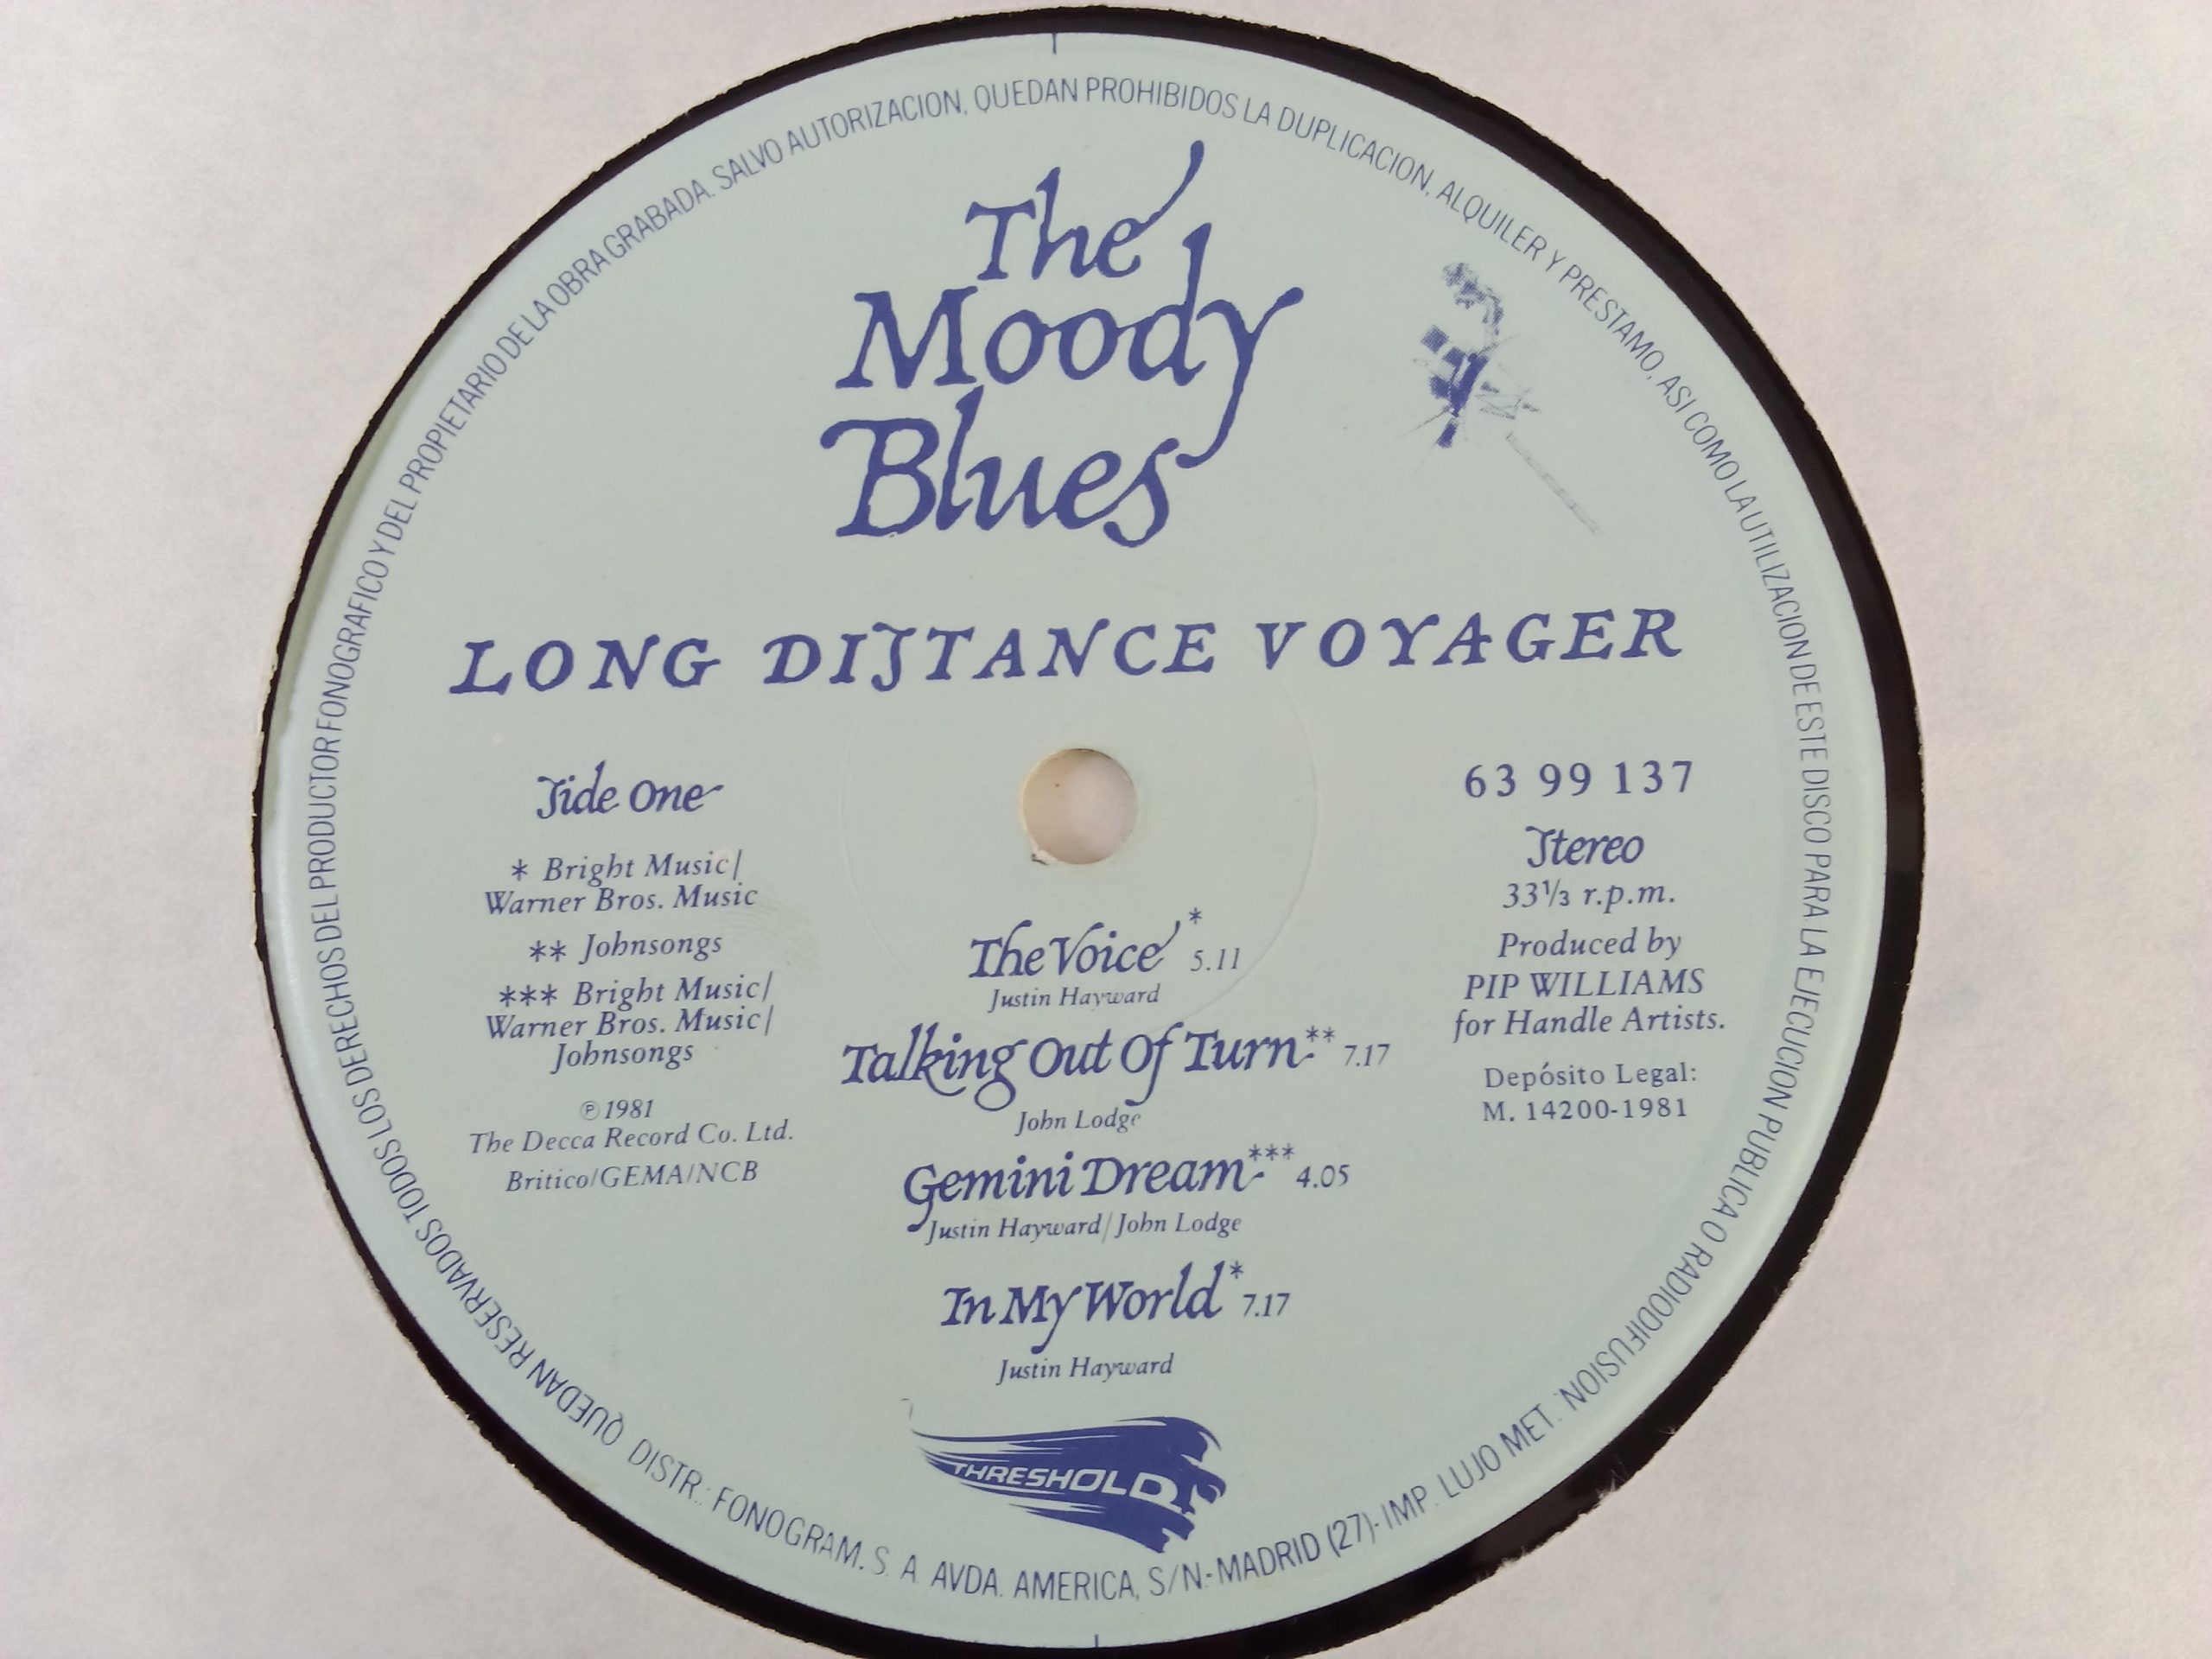 The
Moody
Blues
LONG DISTANCE VOYAGER
Side One
* Bright Music/
Warner Bros. Music
** Johnsongs
*** Bright Music/
Warner Bros. Music/
Johnsongs
℗ 1981
The Decca Record Co. Ltd.
Britico/GEMA/NCB
63 99 137
Stereo
33⅓ r.p.m.
Produced by
PIP WILLIAMS
for Handle Artists.
Depósito Legal:
M. 14200-1981
The Voice* 5.11
Justin Hayward
Talking Out Of Turn** 7.17
John Lodge
Gemini Dream*** 4.05
Justin Hayward/John Lodge
In My World* 7.17
Justin Hayward
THRESHOLD
QUEDAN RESERVADOS TODOS LOS DERECHOS DEL PRODUCTOR FONOGRAFICO Y DEL PROPIETARIO DE LA OBRA GRABADA. SALVO AUTORIZACION, QUEDAN PROHIBIDOS LA DUPLICACION, ALQUILER Y PRESTAMO, ASI COMO LA UTILIZACION DE ESTE DISCO PARA LA EJECUCION PUBLICA O RADIODIFUSION.
DISTR.: FONOGRAM. S. A. AVDA. AMERICA, S/N.-MADRID (27)-IMP. LUJO MET.